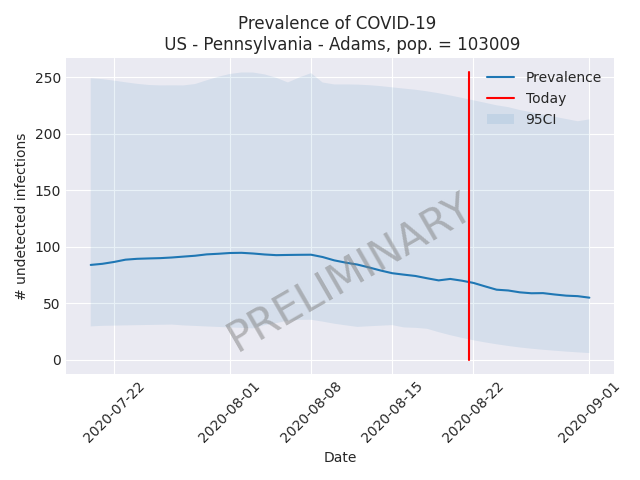 Prevalence of COVID-19
US - Pennsylvania - Adams, pop. = 103009
Prevalence
Today
95CI
250
200
150
100
50
0
# undetected infections
PRELIMINARY
2020-07-22
2020-08-01
2020-08-08
2020-08-15
2020-08-22
2020-09-01
Date